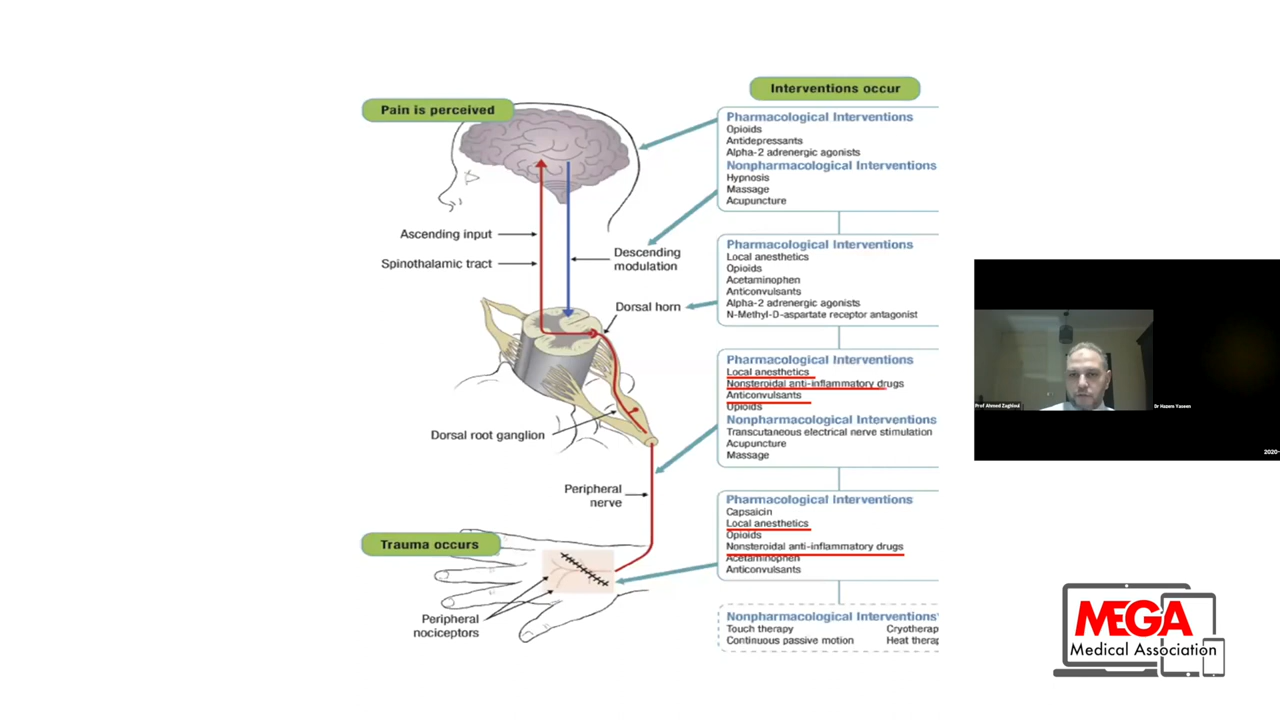 Interventions occur
Pain is perceived
Pharmacological Interventions
Opioids
Antidepressants
Alpha-2 adrenergic agonists
Nonpharmacological Interventions
Hypnosis
Massage
Acupuncture
Ascending input
Spinothalamic tract
Descending
modulation
Dorsal horn
Pharmacological Interventions
Local anesthetics
Opioids
Acetaminophen
Anticonvulsants
Alpha-2 adrenergic agonists
N-Methyl-D-aspartate receptor antagonist
Pharmacological Interventions
Local anesthetics
Nonsteroidal anti-inflammatory drugs
Anticonvulsants
Opioids
Nonpharmacological Interventions
Transcutaneous electrical nerve stimulation
Acupuncture
Massage
Dorsal root ganglion
Peripheral
nerve
Pharmacological Interventions
Capsaicin
Local anesthetics
Opioids
Nonsteroidal anti-inflammatory drugs
Acetaminophen
Anticonvulsants
Trauma occurs
Peripheral
nociceptors
Nonpharmacological Interventions
Touch therapy Cryotherap
Continuous passive motion Heat therap
Prof Ahmed Zaghloul
Dr Hazem Yaseen
2020-
MEGA
Medical Association